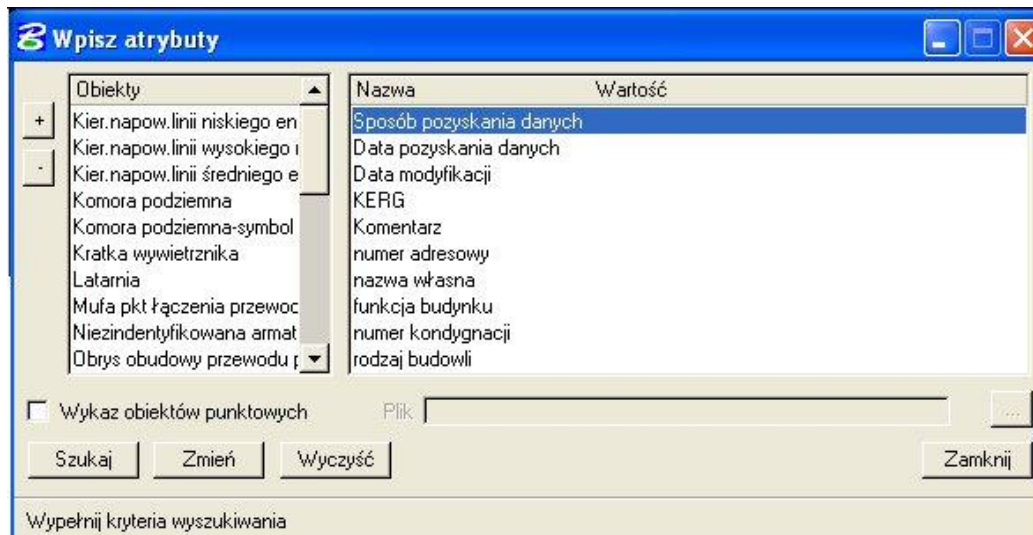 Wpisz atrybuty
Obiekty
+
-
Kier.napow.linii niskiego en
Kier.napow.linii wysokiego
Kier.napow.linii średniego e
Komora podziemna
Komora podziemna-symbol
Kratka wywietrznika
Latarnia
Mufa pkt łączenia przewoc
Niezindentyfikowana armat
Obrys obudowy przewodu
Nazwa Wartość
Sposób pozyskania danych
Data pozyskania danych
Data modyfikacji
KERG
Komentarz
numer adresowy
nazwa własna
funkcja budynku
numer kondygnacji
rodzaj budowli
Wykaz obiektów punktowych Plik ...
Szukaj Zmień Wyczyść Zamknij
Wypełnij kryteria wyszukiwania